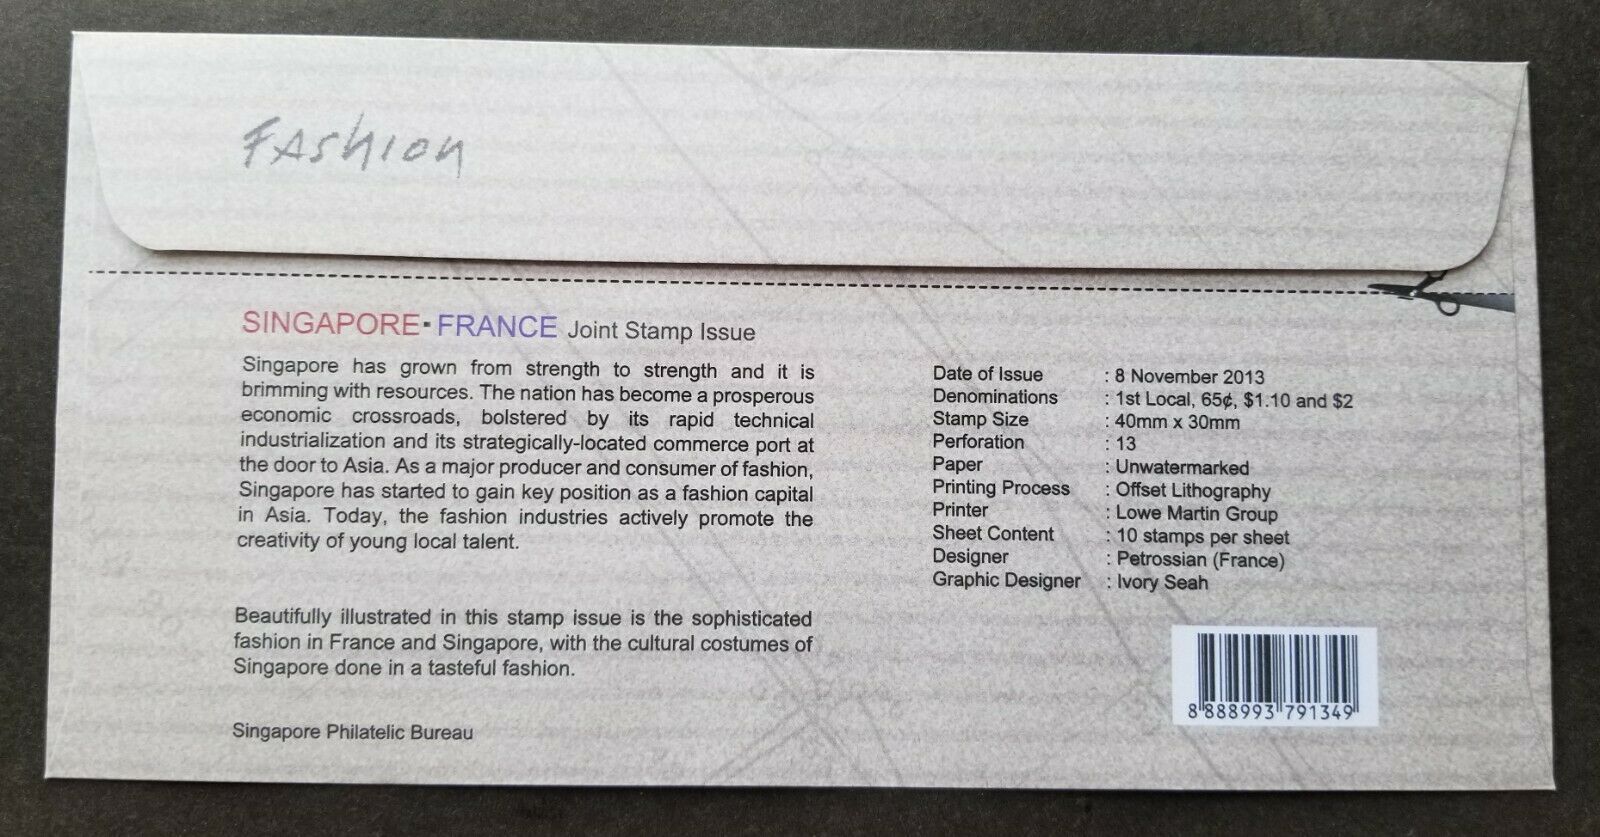 Fashion
SINGAPORE▪FRANCE Joint Stamp Issue
Singapore has grown from strength to strength and it is
brimming with resources. The nation has become a prosperous
economic crossroads, bolstered by its rapid technical
industrialization and its strategically-located commerce port at
the door to Asia. As a major producer and consumer of fashion,
Singapore has started to gain key position as a fashion capital
in Asia. Today, the fashion industries actively promote the
creativity of young local talent.
Beautifully illustrated in this stamp issue is the sophisticated
fashion in France and Singapore, with the cultural costumes of
Singapore done in a tasteful fashion.
Singapore Philatelic Bureau
Date of Issue : 8 November 2013
Denominations : 1st Local, 65¢, $1.10 and $2
Stamp Size : 40mm x 30mm
Perforation : 13
Paper : Unwatermarked
Printing Process : Offset Lithography
Printer : Lowe Martin Group
Sheet Content : 10 stamps per sheet
Designer : Petrossian (France)
Graphic Designer : Ivory Seah
8 888993 791349